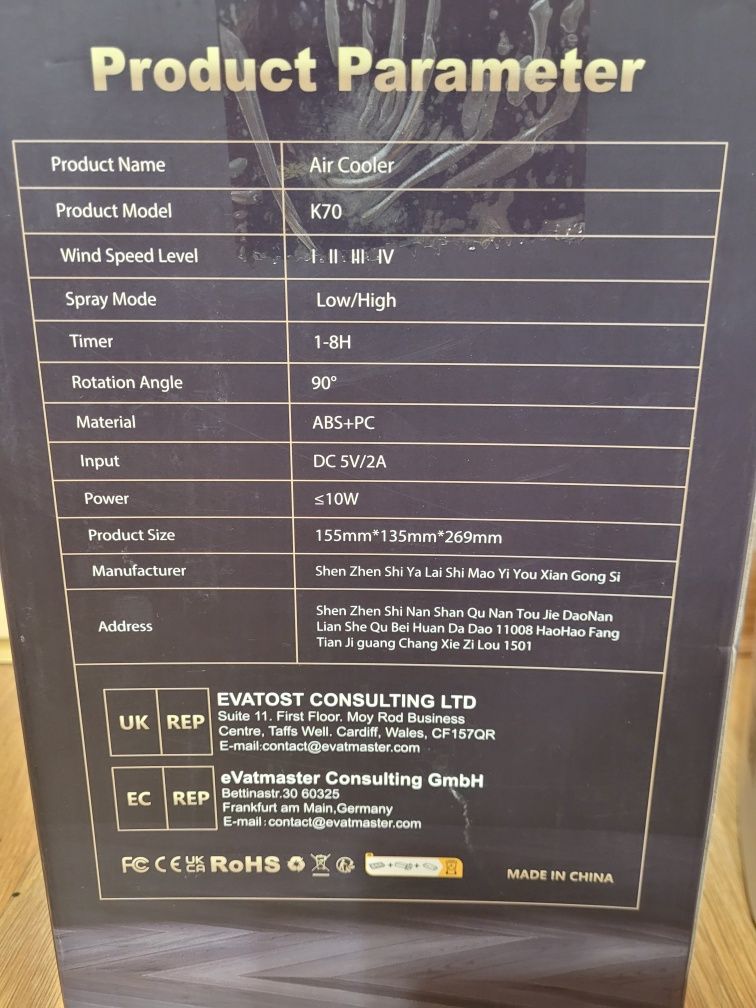 Product Parameter
Product Name Air Cooler
Product Model K70
Wind Speed Level I II III IV
Spray Mode Low/High
Timer 1-8H
Rotation Angle 90°
Material ABS+PC
Input DC 5V/2A
Power ≤10W
Product Size 155mm*135mm*269mm
Manufacturer Shen Zhen Shi Ya Lai Shi Mao Yi You Xian Gong Si
Address Shen Zhen Shi Nan Shan Qu Nan Tou Jie DaoNan
Lian She Qu Bei Huan Da Dao 11008 HaoHao Fang
Tian Ji guang Chang Xie Zi Lou 1501
UK REP EVATOST CONSULTING LTD
Suite 11. First Floor. Moy Rod Business
Centre, Taffs Well. Cardiff, Wales, CF157QR
E-mail:contact@evatmaster.com
EC REP eVatmaster Consulting GmbH
Bettinastr.30 60325
Frankfurt am Main,Germany
E-mail:contact@evatmaster.com
FC CE UK CA RoHS
MADE IN CHINA